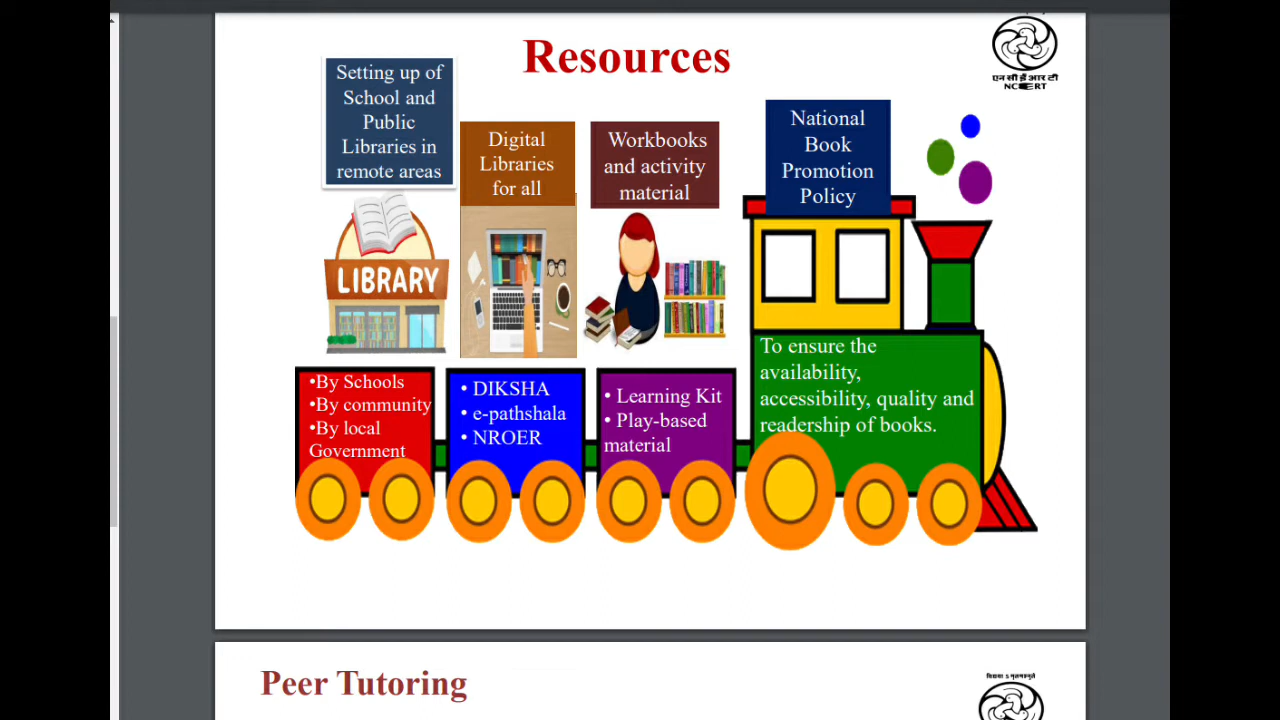 Resources
एन सी ई आर टी
NCERT
Setting up of
School and
Public
Libraries in
remote areas
Digital
Libraries
for all
Workbooks
and activity
material
National
Book
Promotion
Policy
LIBRARY
•By Schools
•By community
•By local
Government
• DIKSHA
• e-pathshala
• NROER
• Learning Kit
• Play-based
material
To ensure the
availability,
accessibility, quality and
readership of books.
Peer Tutoring